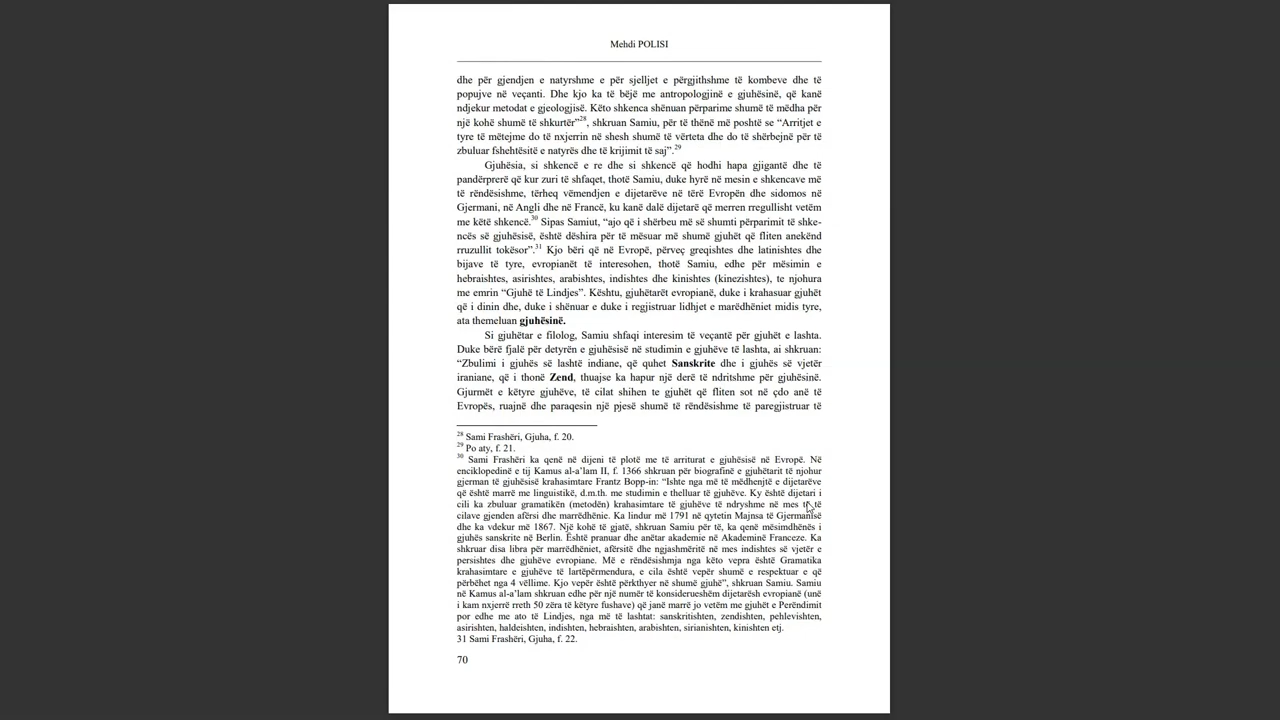 Mehdi POLISI
dhe për gjendjen e natyrshme e për sjelljet e përgjithshme të kombeve dhe të
popujve në veçanti. Dhe kjo ka të bëjë me antropologjinë e gjuhësinë, që kanë
ndjekur metodat e gjeologjisë. Këto shkenca shënuan përparime shumë të mëdha për
një kohë shumë të shkurtër”28, shkruan Samiu, për të thënë më poshtë se “Arritjet e
tyre të mëtejme do të nxjerrin në shesh shumë të vërteta dhe do të shërbejnë për të
zbuluar fshehtësitë e natyrës dhe të krijimit të saj”.29
Gjuhësia, si shkencë e re dhe si shkencë që hodhi hapa gjigantë dhe të
pandërprerë që kur zuri të shfaqet, thotë Samiu, duke hyrë në mesin e shkencave më
të rëndësishme, tërheq vëmendjen e dijetarëve në tërë Evropën dhe sidomos në
Gjermani, në Angli dhe në Francë, ku kanë dalë dijetarë që merren rregullisht vetëm
me këtë shkencë.30 Sipas Samiut, “ajo që i shërbeu më së shumti përparimit të shke-
ncës së gjuhësisë, është dëshira për të mësuar më shumë gjuhët që fliten anekënd
rruzullit tokësor”.31 Kjo bëri që në Evropë, përveç greqishtes dhe latinishtes dhe
bijave të tyre, evropianët të interesohen, thotë Samiu, edhe për mësimin e
hebraishtes, asirishtes, arabishtes, indishtes dhe kinishtes (kinezishtes), te njohura
me emrin “Gjuhë të Lindjes”. Kështu, gjuhëtarët evropianë, duke i krahasuar gjuhët
që i dinin dhe, duke i shënuar e duke i regjistruar lidhjet e marëdhëniet midis tyre,
ata themeluan gjuhësinë.
Si gjuhëtar e filolog, Samiu shfaqi interesim të veçantë për gjuhët e lashta.
Duke bërë fjalë për detyrën e gjuhësisë në studimin e gjuhëve të lashta, ai shkruan:
“Zbulimi i gjuhës së lashtë indiane, që quhet Sanskrite dhe i gjuhës së vjetër
iraniane, që i thonë Zend, thuajse ka hapur një derë të ndritshme për gjuhësinë.
Gjurmët e këtyre gjuhëve, të cilat shihen te gjuhët që fliten sot në çdo anë të
Evropës, ruajnë dhe paraqesin një pjesë shumë të rëndësishme të paregjistruar të
28 Sami Frashëri, Gjuha, f. 20.
29 Po aty, f. 21.
30 Sami Frashëri ka qenë në dijeni të plotë me të arriturat e gjuhësisë në Evropë. Në
enciklopedinë e tij Kamus al-a’lam II, f. 1366 shkruan për biografinë e gjuhëtarit të njohur
gjerman të gjuhësisë krahasimtare Frantz Bopp-in: “Ishte nga më të mëdhenjtë e dijetarëve
që është marrë me linguistikë, d.m.th. me studimin e thelluar të gjuhëve. Ky është dijetari i
cili ka zbuluar gramatikën (metodën) krahasimtare të gjuhëve të ndryshme në mes të të
cilave gjenden afërsi dhe marrëdhënie. Ka lindur më 1791 në qytetin Majnsa të Gjermanisë
dhe ka vdekur më 1867. Një kohë të gjatë, shkruan Samiu për të, ka qenë mësimdhënës i
gjuhës sanskrite në Berlin. Është pranuar dhe anëtar akademie në Akademinë Franceze. Ka
shkruar disa libra për marrëdhëniet, afërsitë dhe ngjashmëritë në mes indishtes së vjetër e
persishtes dhe gjuhëve evropiane. Më e rëndësishmja nga këto vepra është Gramatika
krahasimtare e gjuhëve të lartëpërmendura, e cila është vepër shumë e respektuar e që
përbëhet nga 4 vëllime. Kjo vepër është përkthyer në shumë gjuhë”, shkruan Samiu. Samiu
në Kamus al-a’lam shkruan edhe për një numër të konsiderueshëm dijetarësh evropianë (unë
i kam nxjerrë rreth 50 zëra të këtyre fushave) që janë marrë jo vetëm me gjuhët e Perëndimit
por edhe me ato të Lindjes, nga më të lashtat: sanskritishten, zendishten, pehlevishten,
asirishten, haldeishten, indishten, hebraishten, arabishten, sirianishten, kinishten etj.
31 Sami Frashëri, Gjuha, f. 22.
70